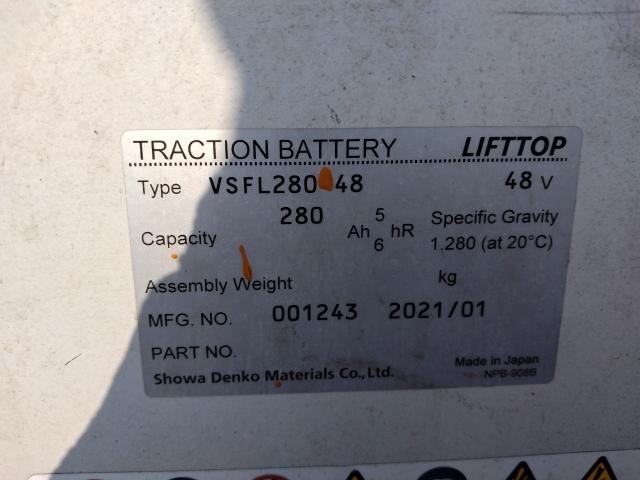 TRACTION BATTERY LIFTTOP
Type VSFL280 48 48 V
Capacity 280 Ah 5 6 hR Specific Gravity 1.280 (at 20°C)
Assembly Weight kg
MFG. NO. 001243 2021/01
PART NO.
Showa Denko Materials Co., Ltd. Made in Japan
NPB-908B